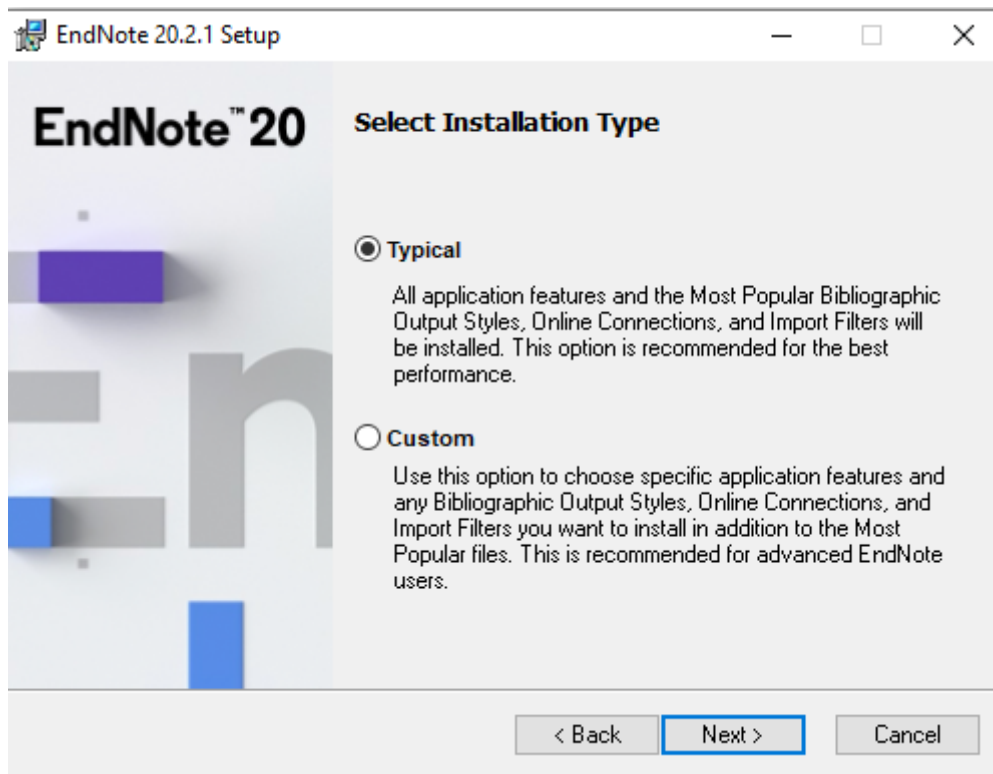 EndNote 20.2.1 Setup
EndNote™20
Select Installation Type
Typical
All application features and the Most Popular Bibliographic
Output Styles, Online Connections, and Import Filters will
be installed. This option is recommended for the best
performance.
Custom
Use this option to choose specific application features and
any Bibliographic Output Styles, Online Connections, and
Import Filters you want to install in addition to the Most
Popular files. This is recommended for advanced EndNote
users.
< Back Next > Cancel